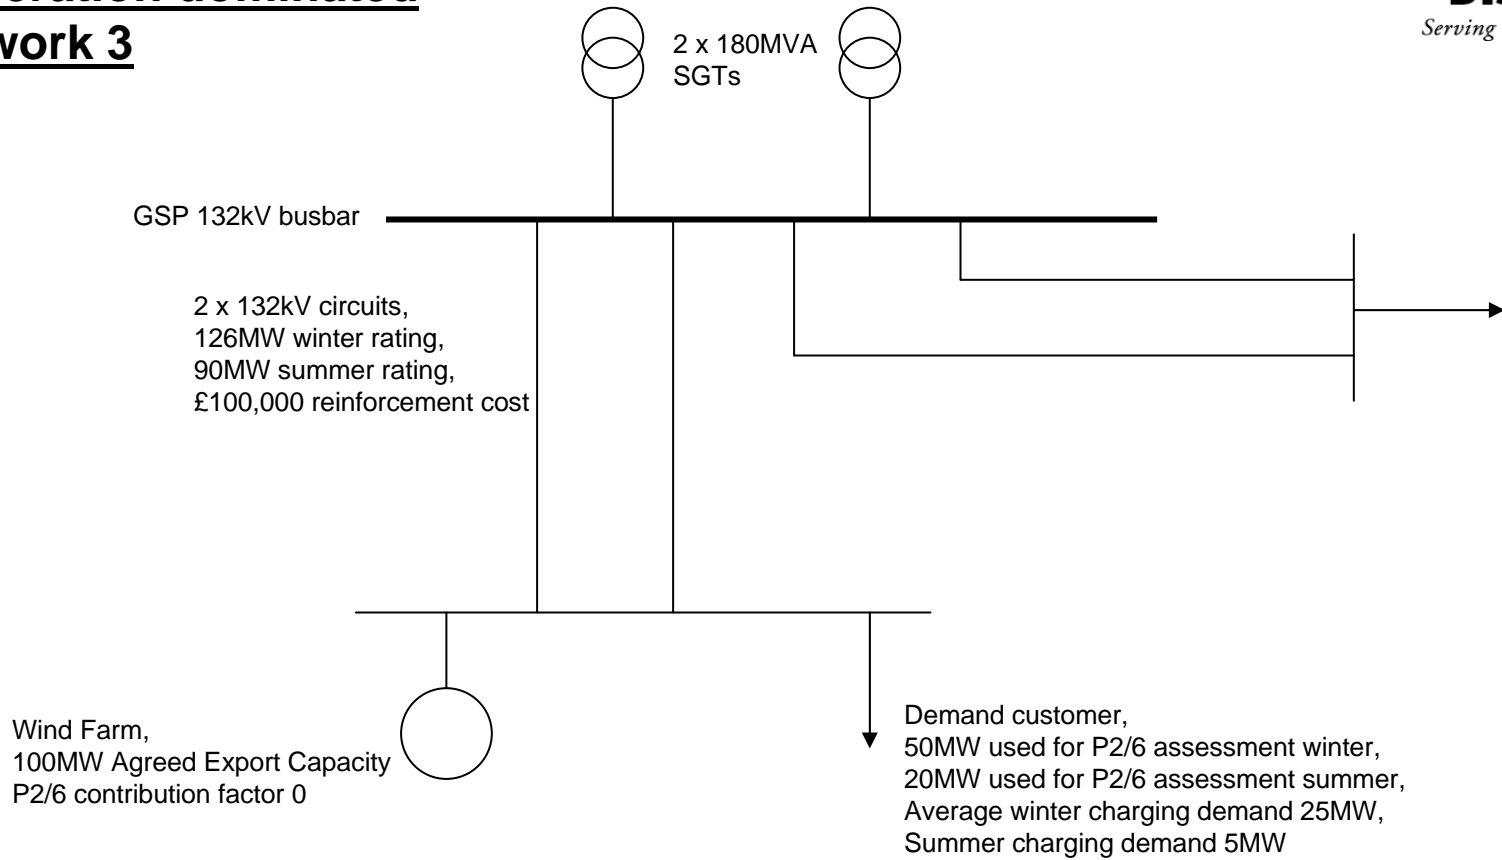 work 3
Serving
2 x 180MVA
SGTs
GSP 132kV busbar
2 x 132kV circuits,
126MW winter rating,
90MW summer rating,
£100,000 reinforcement cost
Wind Farm,
100MW Agreed Export Capacity
P2/6 contribution factor 0
Demand customer,
50MW used for P2/6 assessment winter,
20MW used for P2/6 assessment summer,
Average winter charging demand 25MW,
Summer charging demand 5MW